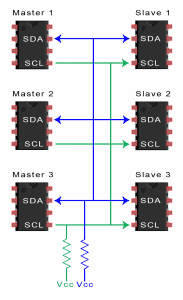 Master 1 Slave 1
SDA SDA
SCL SCL
Master 2 Slave 2
SDA SDA
SCL SCL
Master 3 Slave 3
SDA SDA
SCL SCL
Vcc Vcc